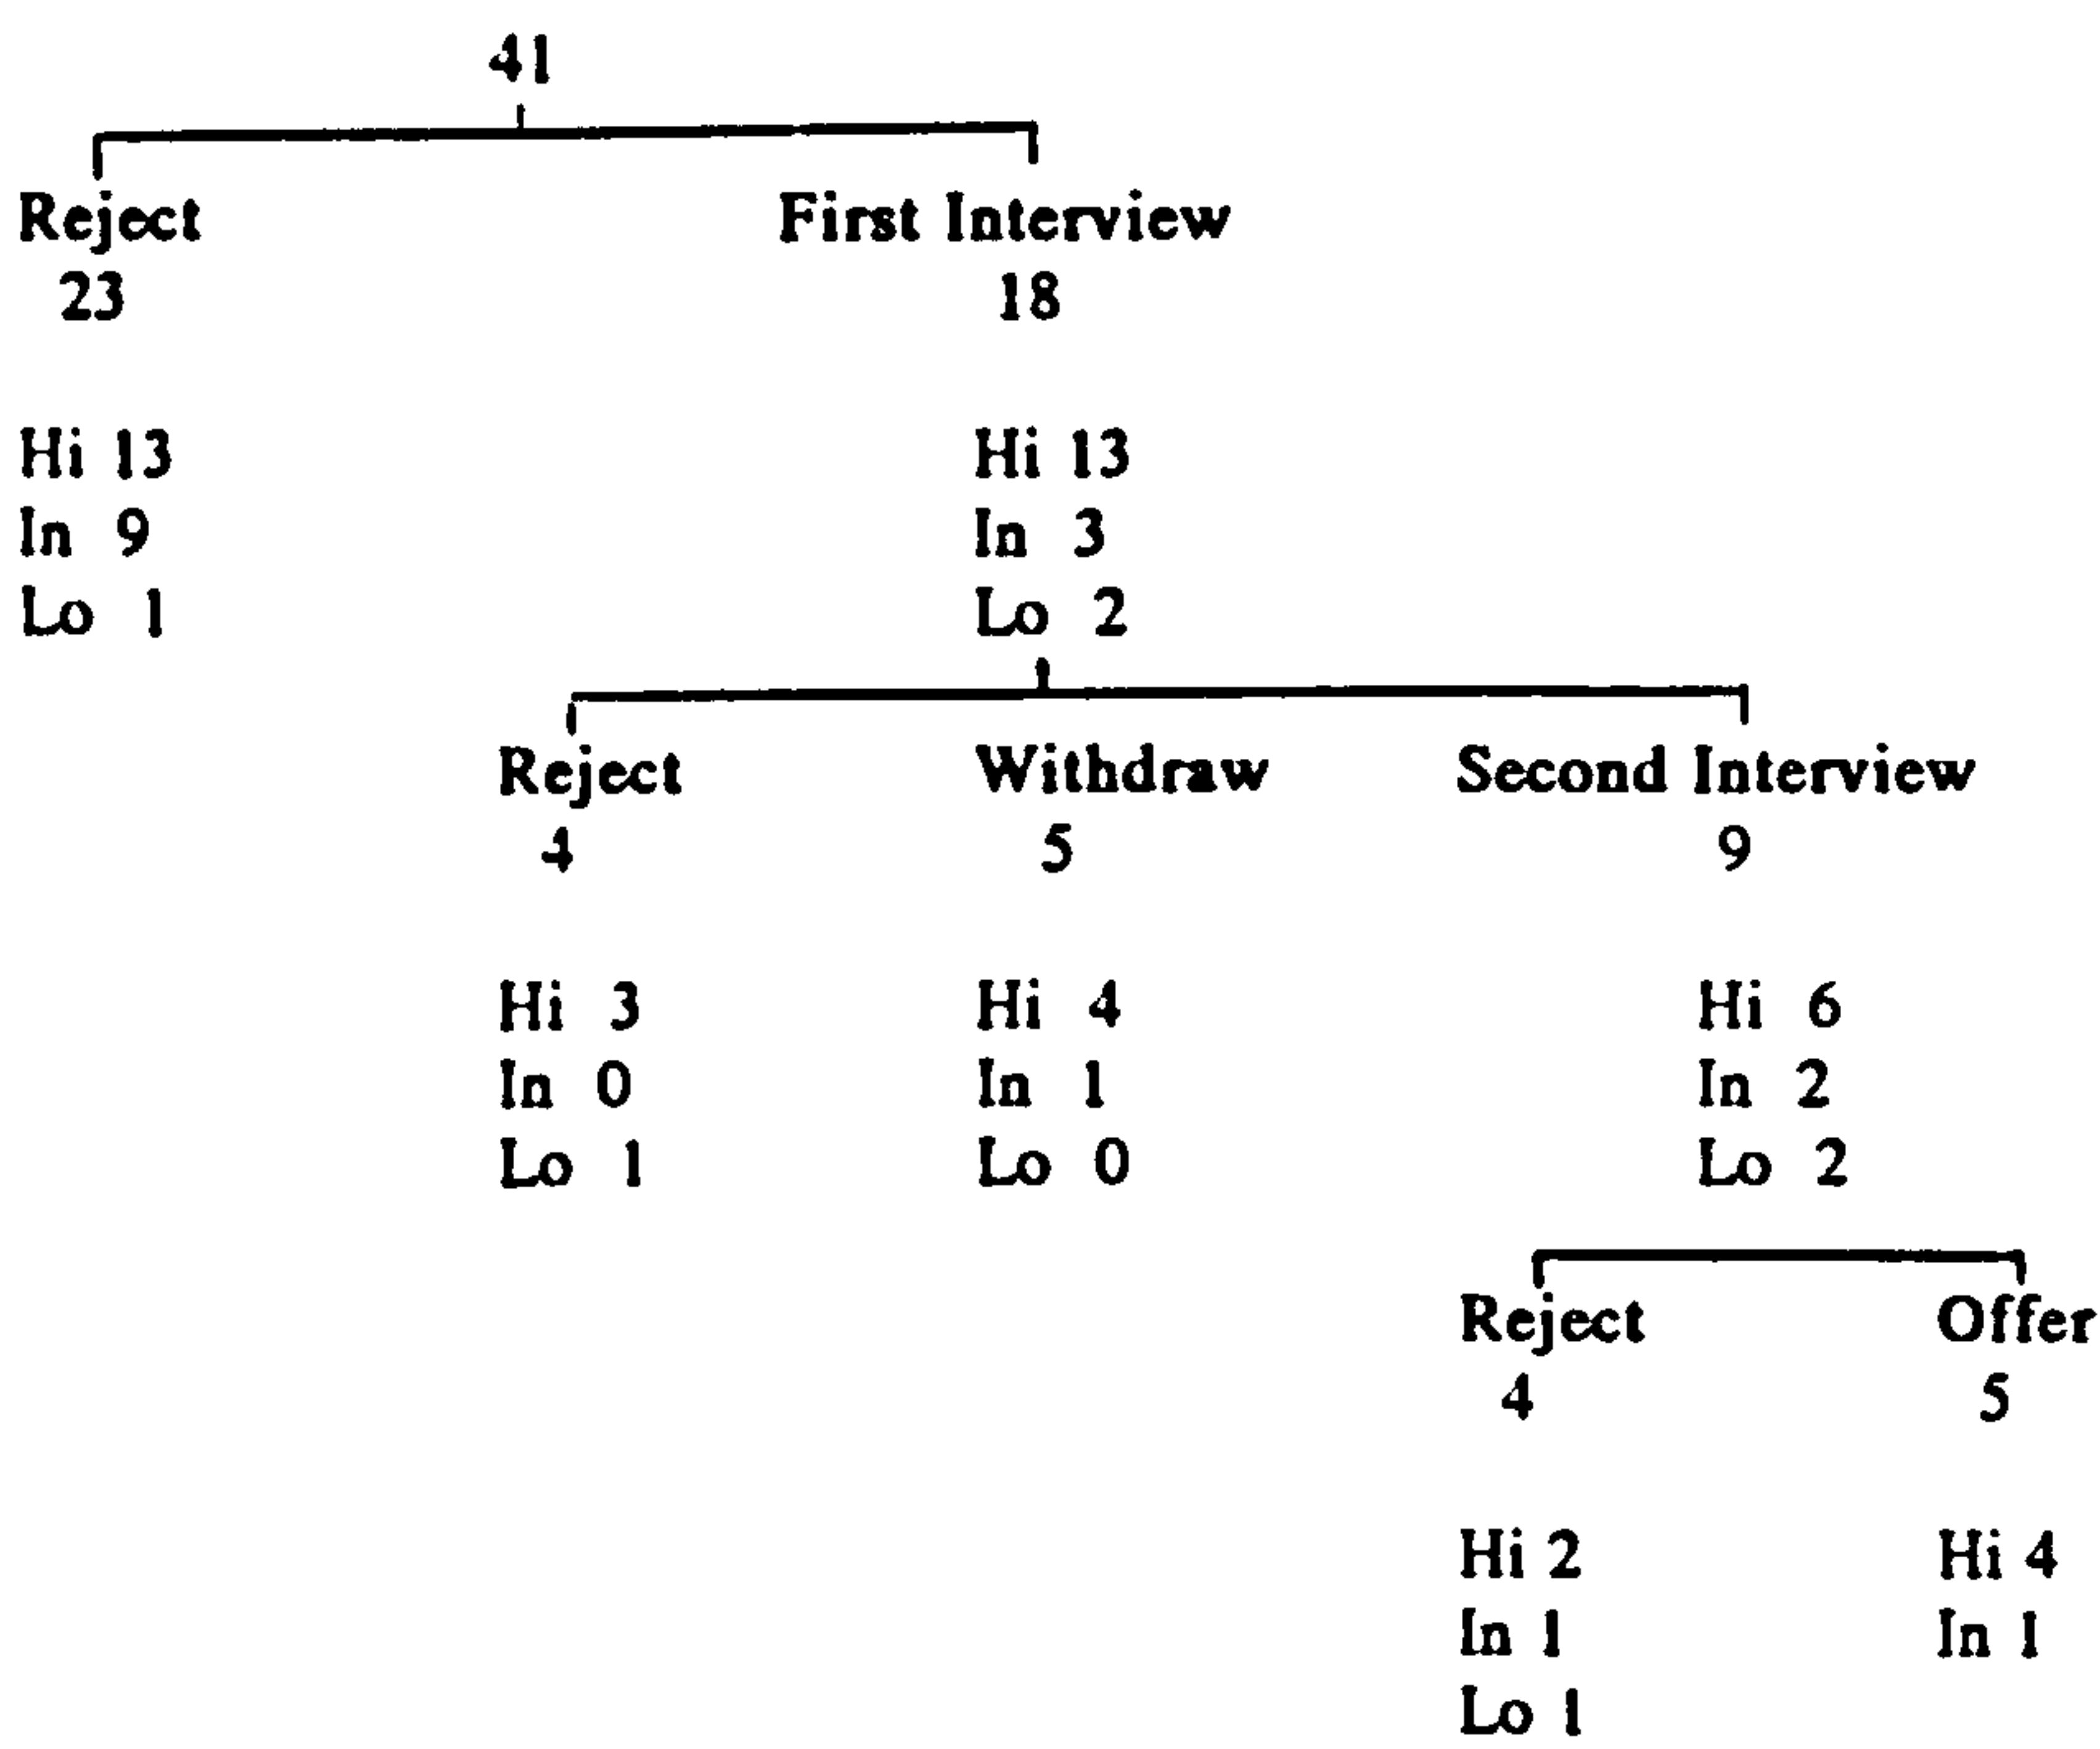 41
Reject First Interview
23 18
Hi 13 Hi 13
In 9 In 3
Lo 1 Lo 2
Reject Withdraw Second Interview
4 5 9
Hi 3 Hi 4 Hi 6
In 0 In 1 In 2
Lo 1 Lo 0 Lo 2
Reject Offer
4 5
Hi 2 Hi 4
In 1 In 1
Lo 1